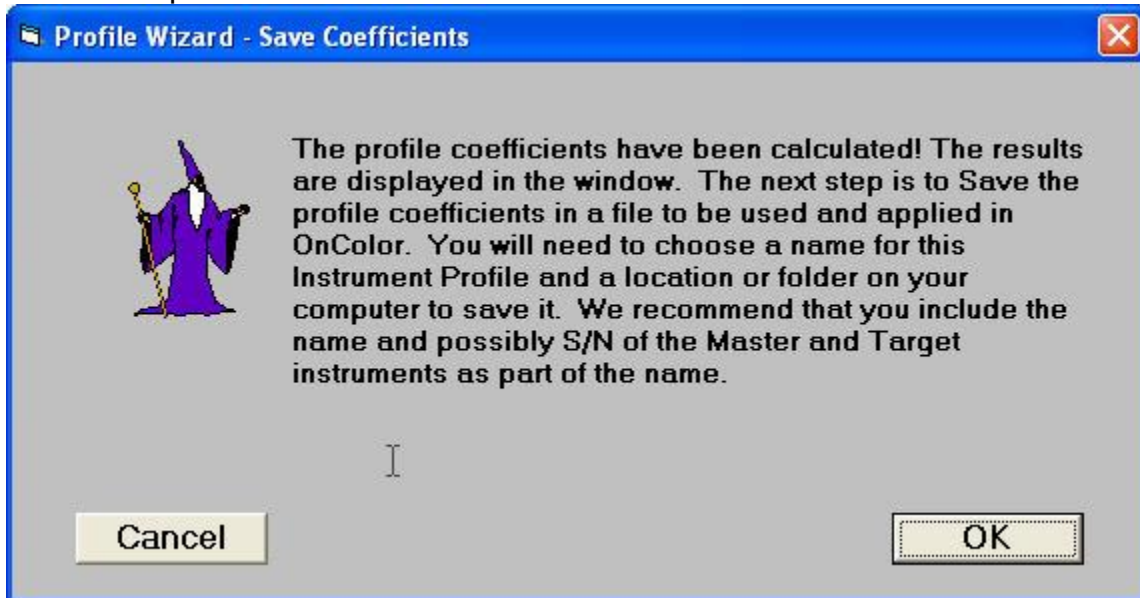 Profile Wizard - Save Coefficients
The profile coefficients have been calculated! The results
are displayed in the window.  The next step is to Save the
profile coefficients in a file to be used and applied in
OnColor.  You will need to choose a name for this
Instrument Profile and a location or folder on your
computer to save it.  We recommend that you include the
name and possibly S/N of the Master and Target
instruments as part of the name.
Cancel
OK